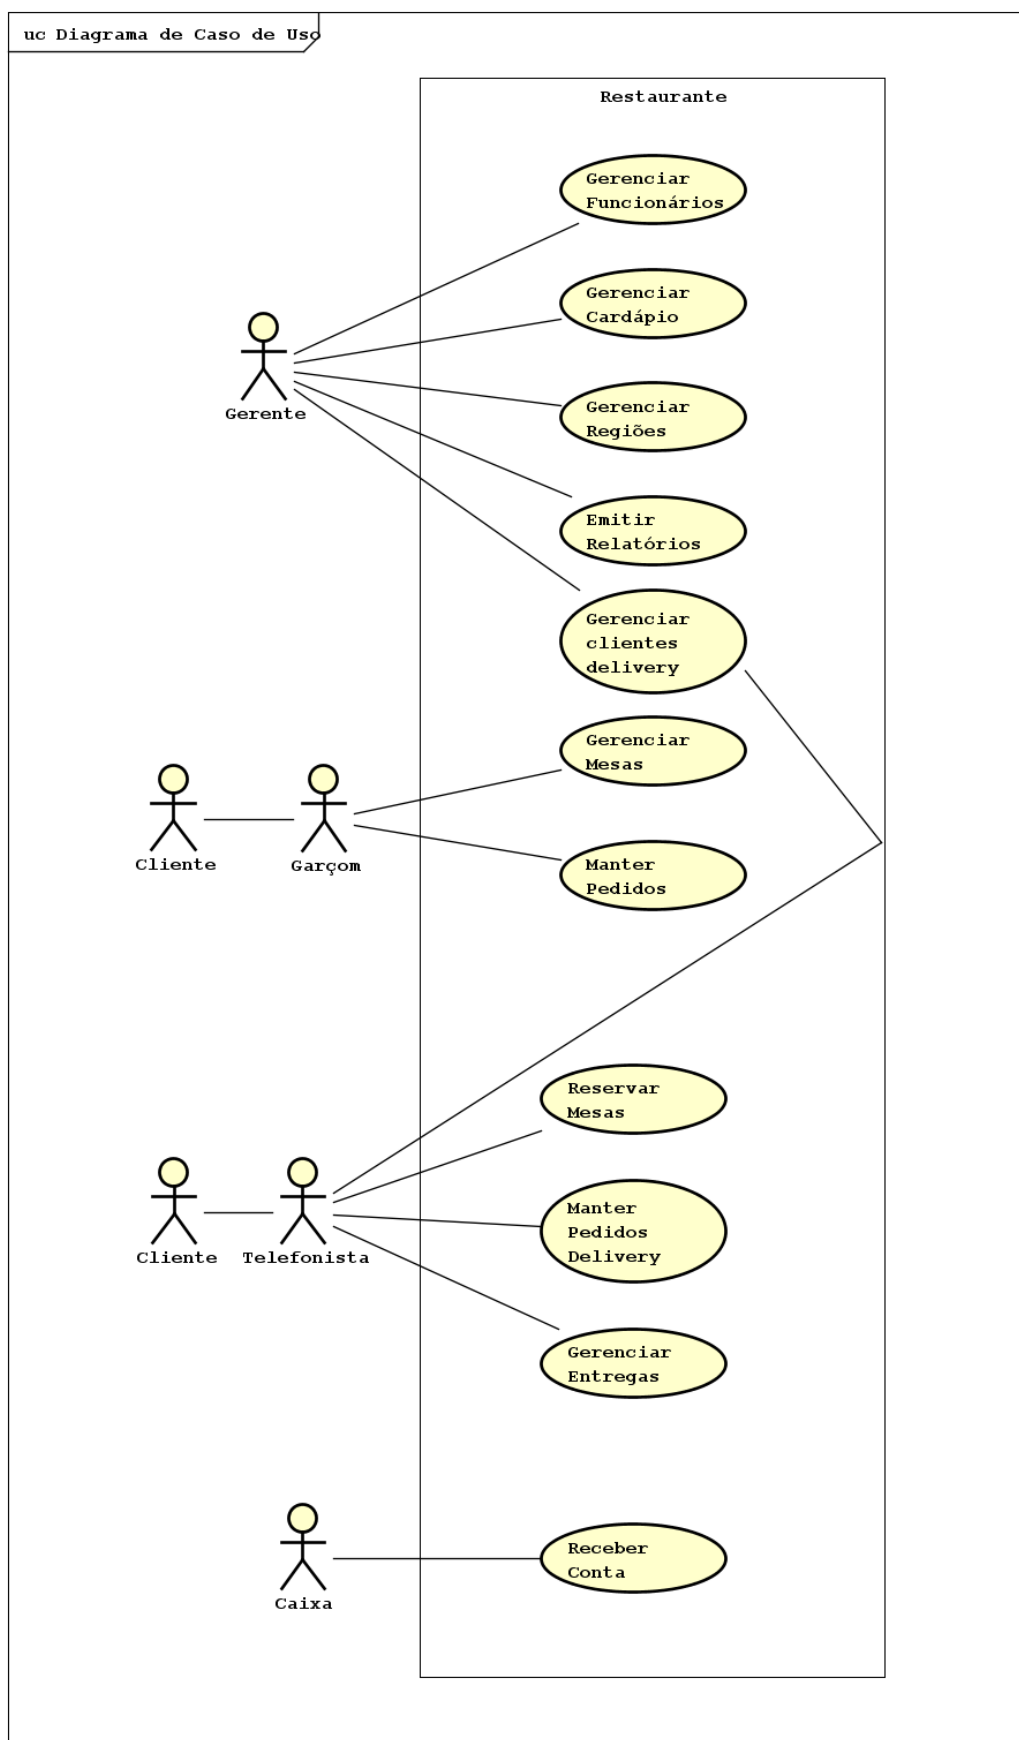 uc Diagrama de Caso de Uso
Restaurante
Gerenciar
Funcionários
Gerenciar
Cardápio
Gerente
Gerenciar
Regiões
Emitir
Relatórios
Gerenciar
clientes
delivery
Gerenciar
Mesas
Cliente
Garçom
Manter
Pedidos
Reservar
Mesas
Cliente
Telefonista
Manter
Pedidos
Delivery
Gerenciar
Entregas
Caixa
Receber
Conta